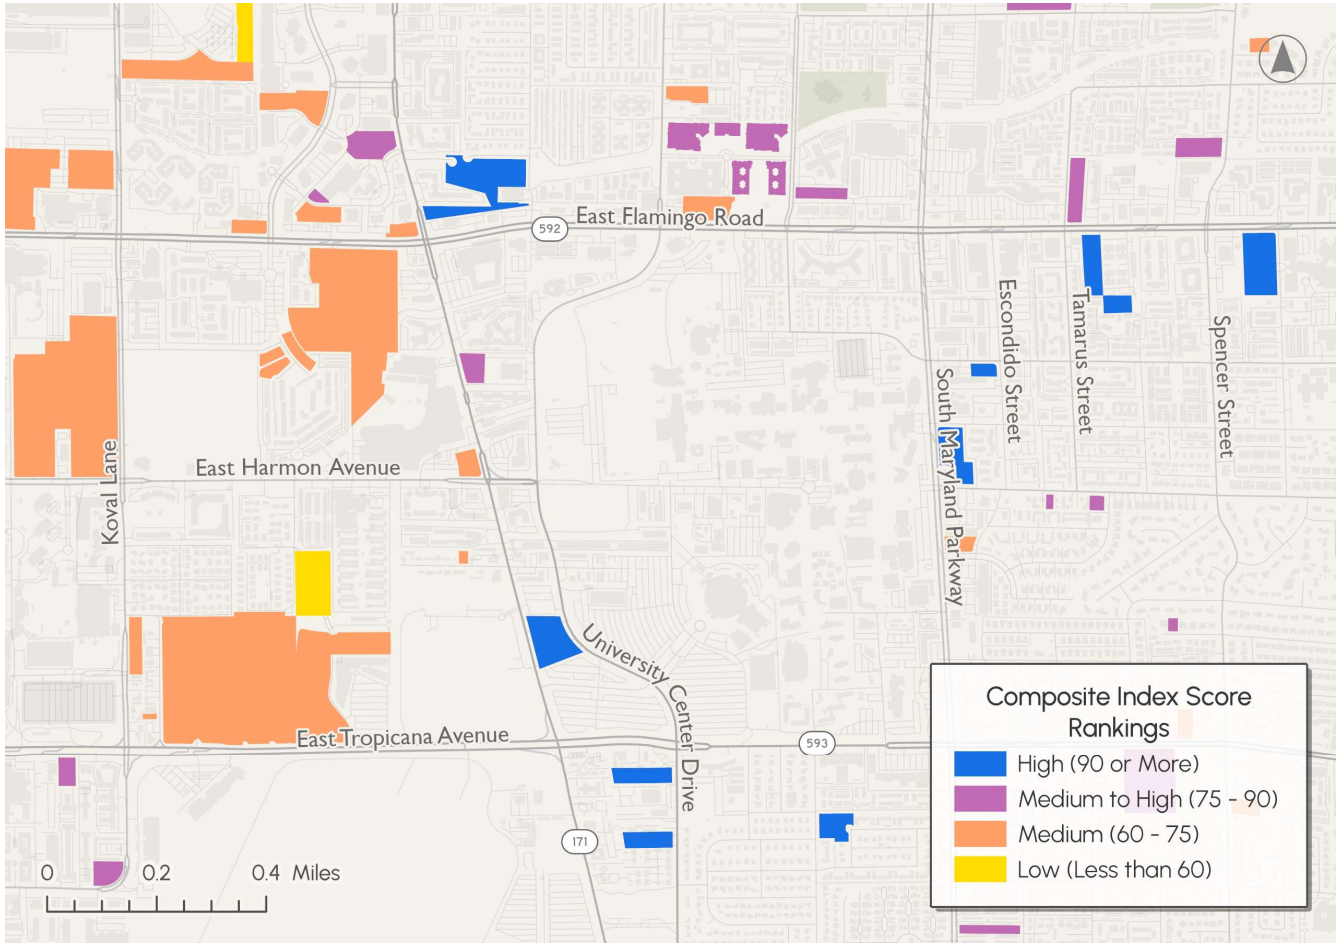 East Flamingo Road
592
Escondido Street
Tamarus Street
Spencer Street
South Maryland Parkway
East Harmon Avenue
Koval Lane
University Center Drive
East Tropicana Avenue
593
171
0 0.2 0.4 Miles
Composite Index Score
Rankings
High (90 or More)
Medium to High (75 - 90)
Medium (60 - 75)
Low (Less than 60)